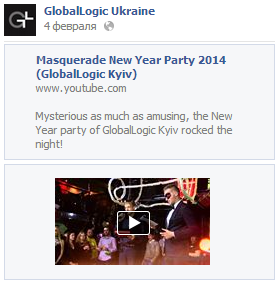 GlobalLogic Ukraine
4 февраля
Masquerade New Year Party 2014
(GlobalLogic Kyiv)
www.youtube.com
Mysterious as much as amusing, the New
Year party of GlobalLogic Kyiv rocked the
night!